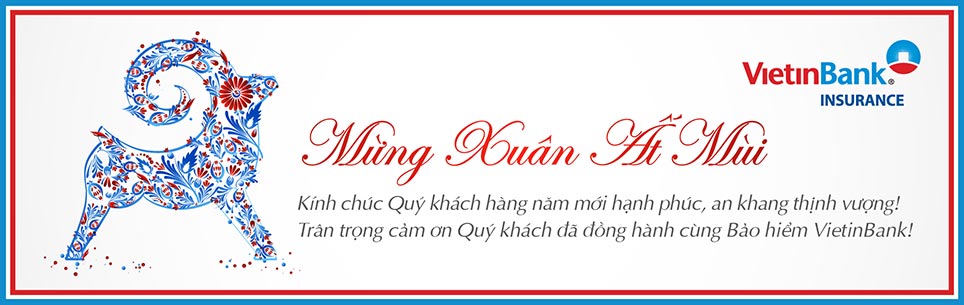 VIETINBANK®
INSURANCE
Mừng Xuân Ất Mùi
Kính chúc Quý khách hàng năm mới hạnh phúc, an khang thịnh vượng!
Trân trọng cảm ơn Quý khách đã đồng hành cùng Bảo hiểm VietinBank!